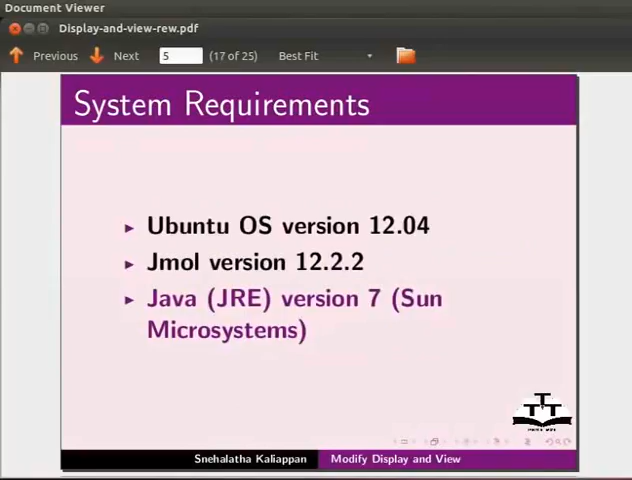 Document Viewer
Display-and-view-rew.pdf
Previous Next 5 (17 of 25) Best Fit
System Requirements
Ubuntu OS version 12.04
Jmol version 12.2.2
Java (JRE) version 7 (Sun
Microsystems)
Snehalatha Kaliappan Modify Display and View